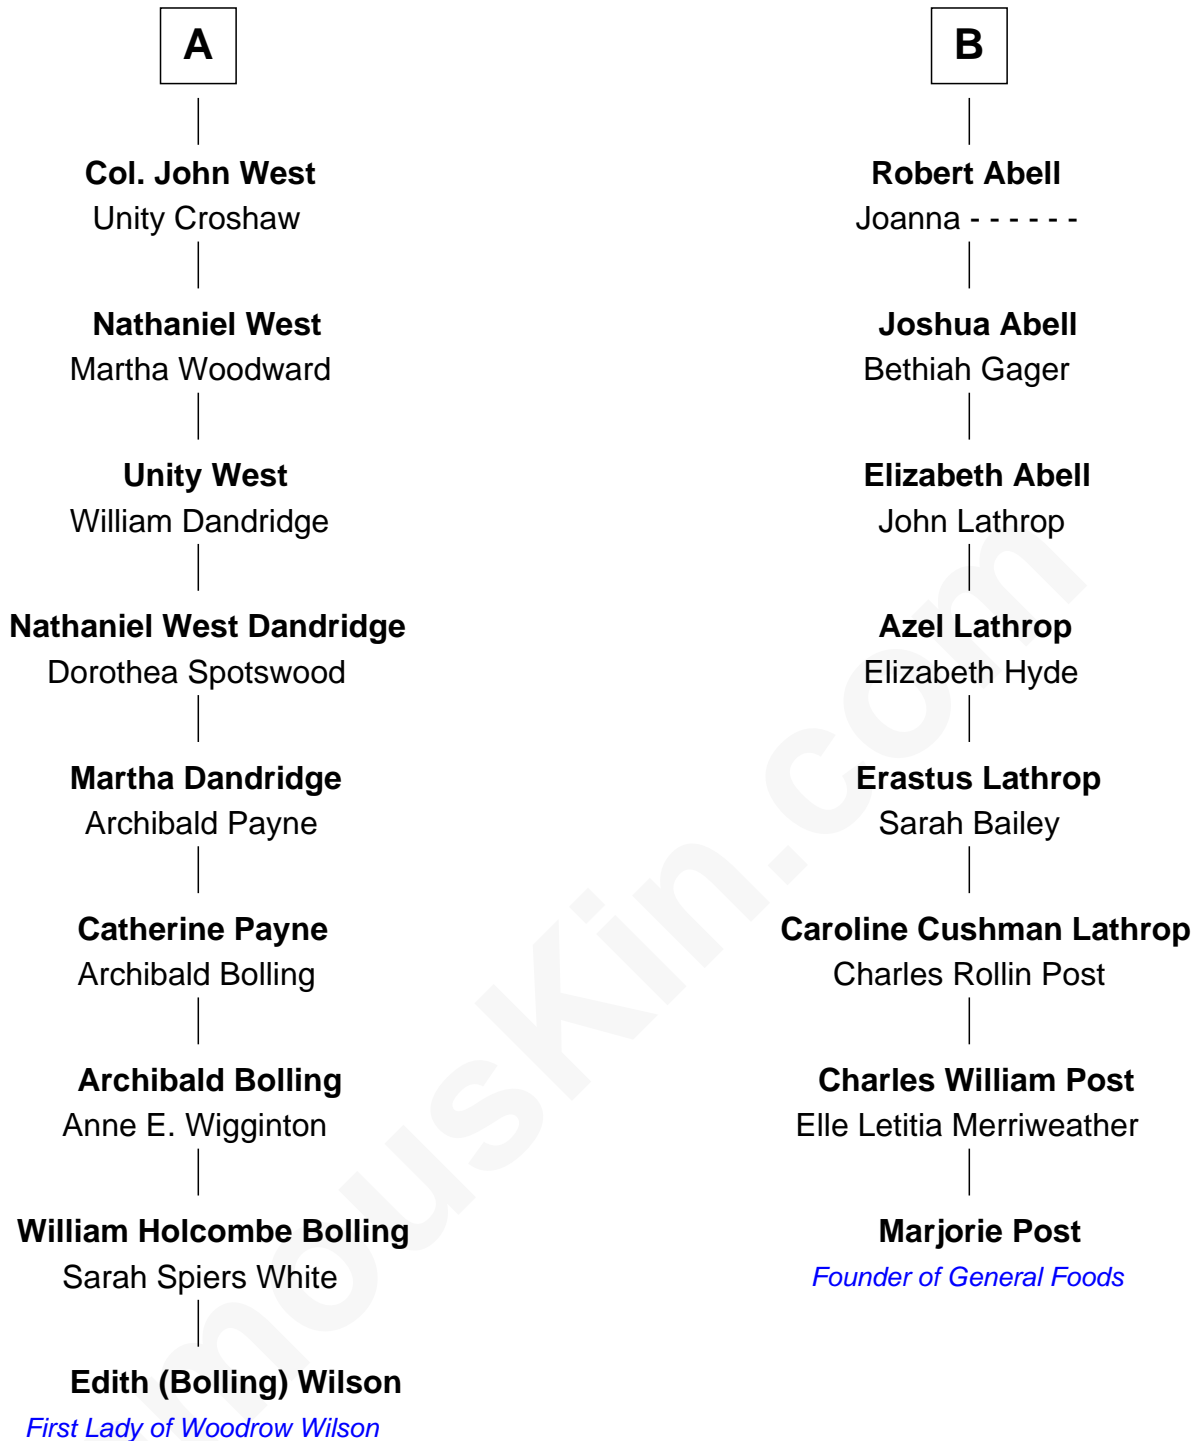 A
Col. John West
Unity Croshaw
Nathaniel West
Martha Woodward
Unity West
William Dandridge
Nathaniel West Dandridge
Dorothea Spotswood
Martha Dandridge
Archibald Payne
Catherine Payne
Archibald Bolling
Archibald Bolling
Anne E. Wigginton
William Holcombe Bolling
Sarah Spiers White
Edith (Bolling) Wilson
First Lady of Woodrow Wilson
B
Robert Abell
Joanna - - - - - -
Joshua Abell
Bethiah Gager
Elizabeth Abell
John Lathrop
Azel Lathrop
Elizabeth Hyde
Erastus Lathrop
Sarah Bailey
Caroline Cushman Lathrop
Charles Rollin Post
Charles William Post
Elle Letitia Merriweather
Marjorie Post
Founder of General Foods
mouskin.com